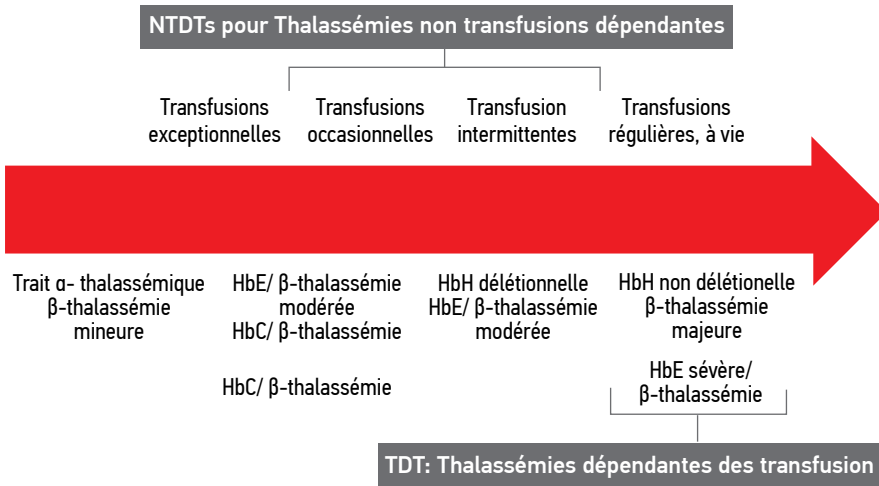 NTDTs pour Thalassémies non transfusions dépendantes
Transfusions
exceptionnelles
Transfusions
occasionnelles
Transfusion
intermittentes
Transfusions
régulières, à vie
Trait α- thalassémique
β-thalassémie
mineure
HbE/ β-thalassémie
modérée
HbC/ β-thalassémie
HbC/ β-thalassémie
HbH délétionnelle
HbE/ β-thalassémie
modérée
HbH non délétionelle
β-thalassémie
majeure
HbE sévère/
β-thalassémie
TDT: Thalassémies dépendantes des transfusion